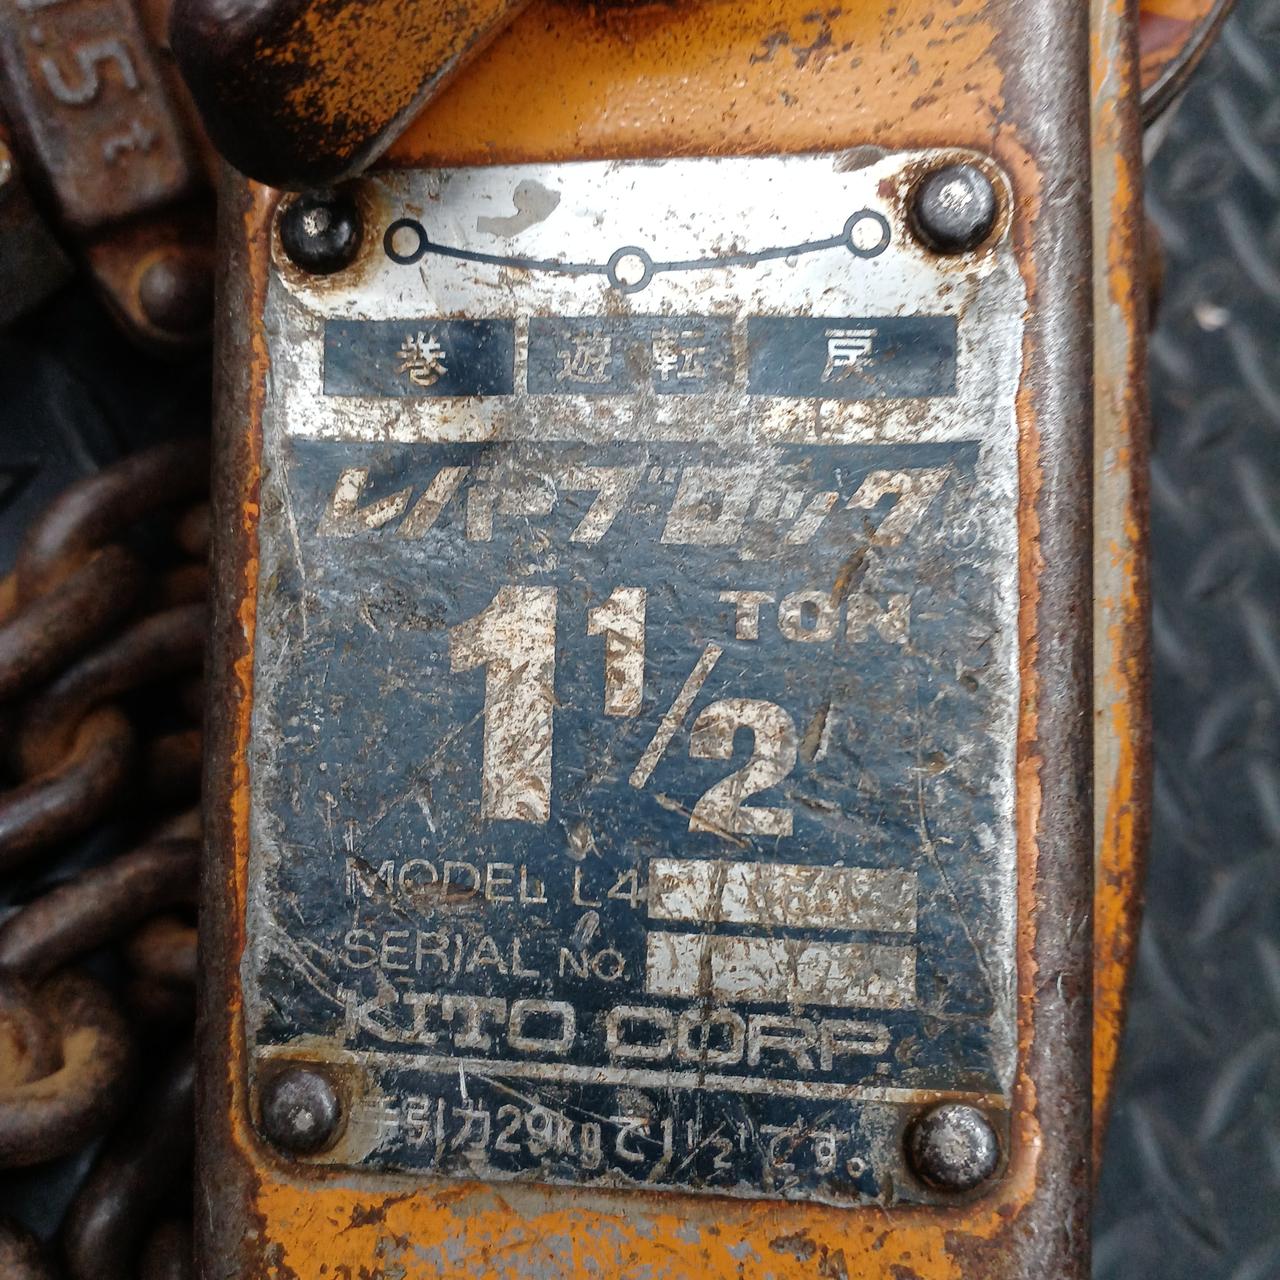 1.5t
巻 遊転 戻
レバーブロック
1 1/2 TON
MODEL L4
SERIAL NO.
KITO CORP.
手引力29kgで1 1/2tです。